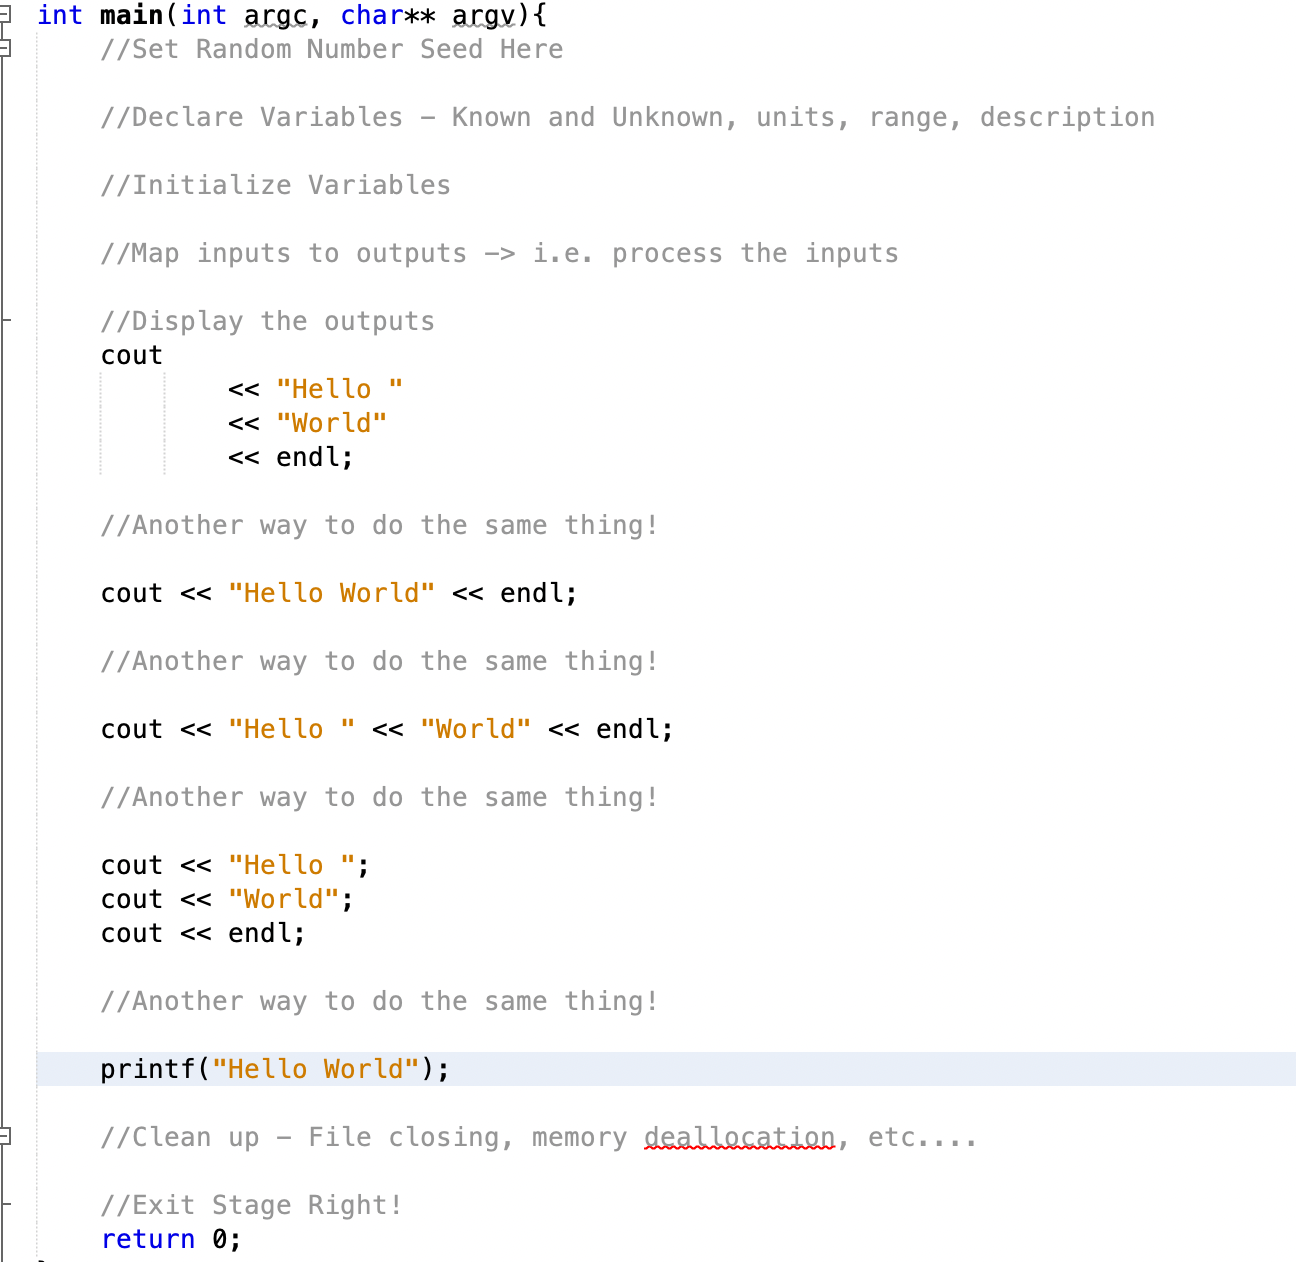 int main(int argc, char** argv){
//Set Random Number Seed Here
//Declare Variables - Known and Unknown, units, range, description
//Initialize Variables
//Map inputs to outputs -> i.e. process the inputs
//Display the outputs
cout
<< "Hello "
<< "World"
<< endl;
//Another way to do the same thing!
cout << "Hello World" << endl;
//Another way to do the same thing!
cout << "Hello " << "World" << endl;
//Another way to do the same thing!
cout << "Hello ";
cout << "World";
cout << endl;
//Another way to do the same thing!
printf("Hello World");
//Clean up - File closing, memory deallocation, etc....
//Exit Stage Right!
return 0;